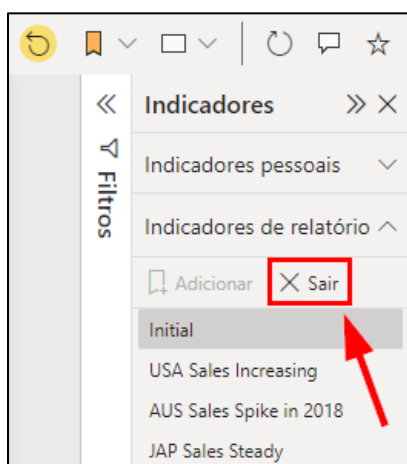 Indicadores
Filtros
Indicadores pessoais
Indicadores de relatório
Adicionar
Sair
Initial
USA Sales Increasing
AUS Sales Spike in 2018
JAP Sales Steady